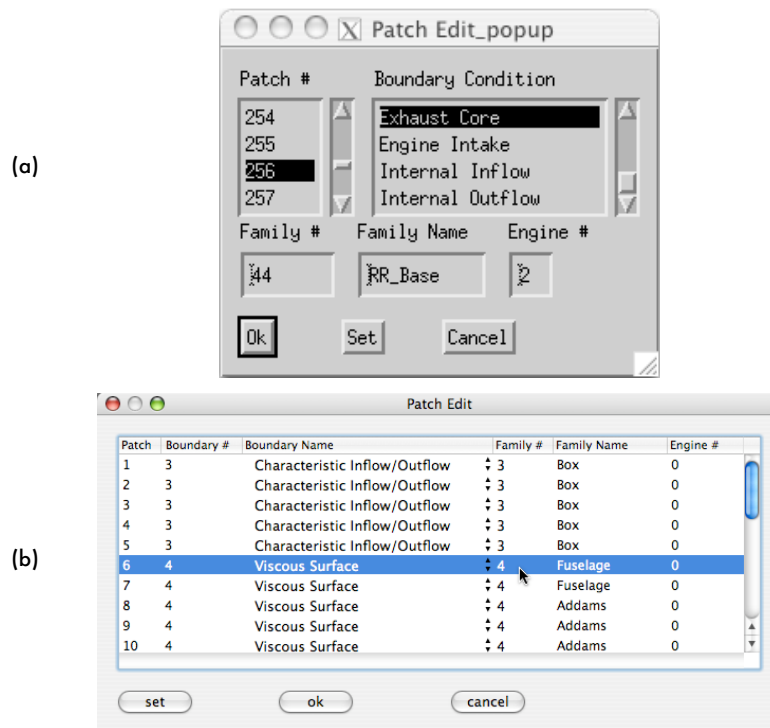 X Patch Edit_popup
Patch # Boundary Condition
254 Exhaust Core
255 Engine Intake
(a)
256 Internal Inflow
257 Internal Outflow
Family # Family Name Engine #
44 RR_Base 2
Ok Set Cancel
Patch Edit
Patch Boundary # Boundary Name Family # Family Name Engine #
1 3 Characteristic Inflow/Outflow 3 Box 0
2 3 Characteristic Inflow/Outflow 3 Box 0
3 3 Characteristic Inflow/Outflow 3 Box 0
4 3 Characteristic Inflow/Outflow 3 Box 0
5 3 Characteristic Inflow/Outflow 3 Box 0
(b)
6 4 Viscous Surface 4 Fuselage 0
7 4 Viscous Surface 4 Fuselage 0
8 4 Viscous Surface 4 Addams 0
9 4 Viscous Surface 4 Addams 0
10 4 Viscous Surface 4 Addams 0
set ok cancel